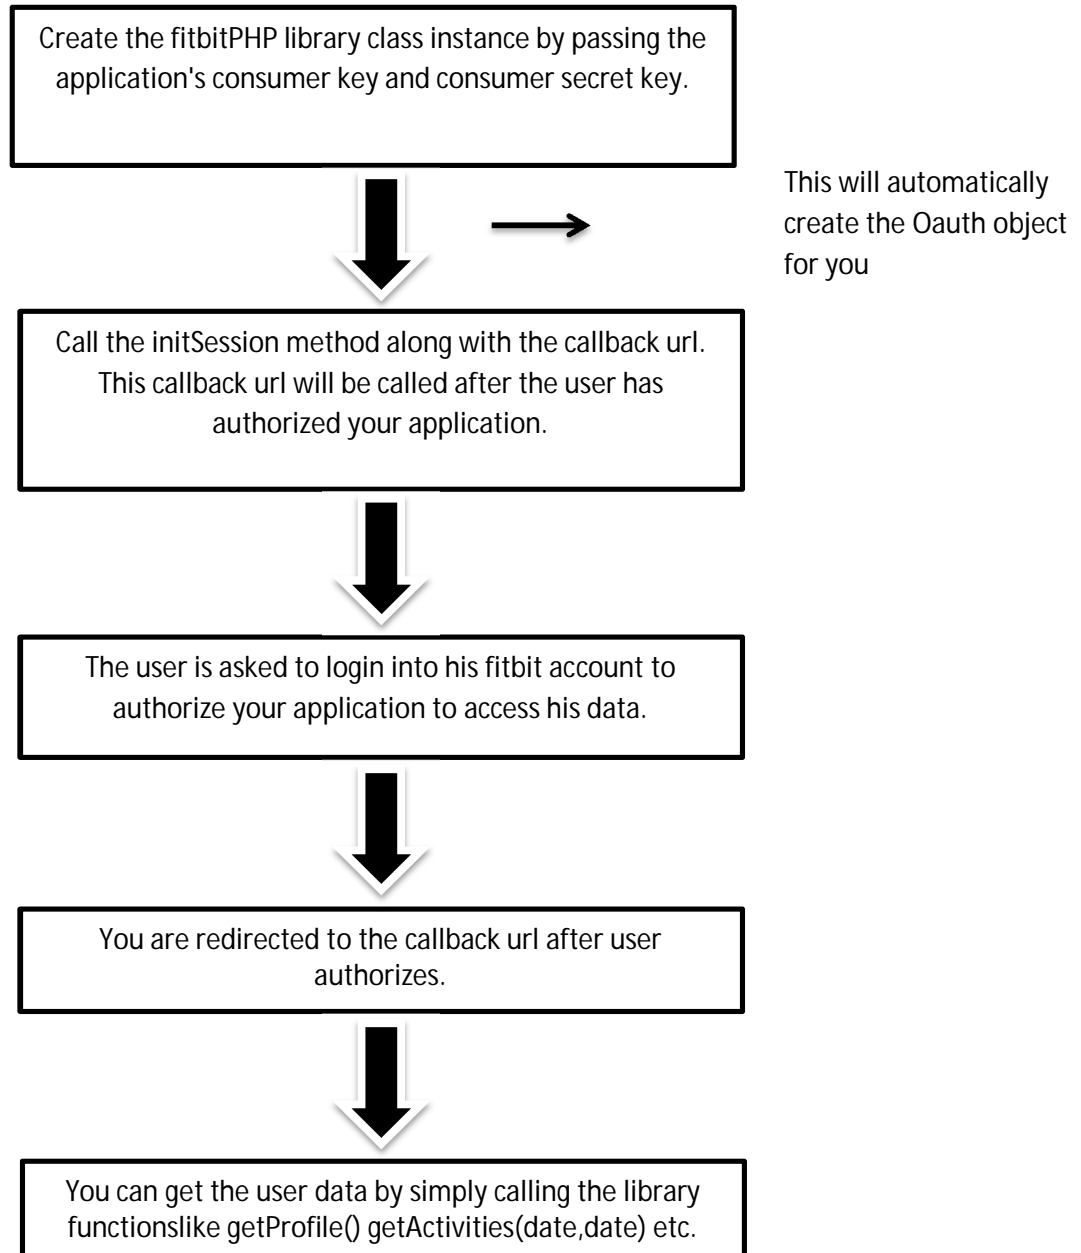 Create the fitbitPHP library class instance by passing the
application's consumer key and consumer secret key.
This will automatically
create the Oauth object
for you
Call the initSession method along with the callback url.
This callback url will be called after the user has
authorized your application.
The user is asked to login into his fitbit account to
authorize your application to access his data.
You are redirected to the callback url after user
authorizes.
You can get the user data by simply calling the library
functionslike getProfile() getActivities(date,date) etc.